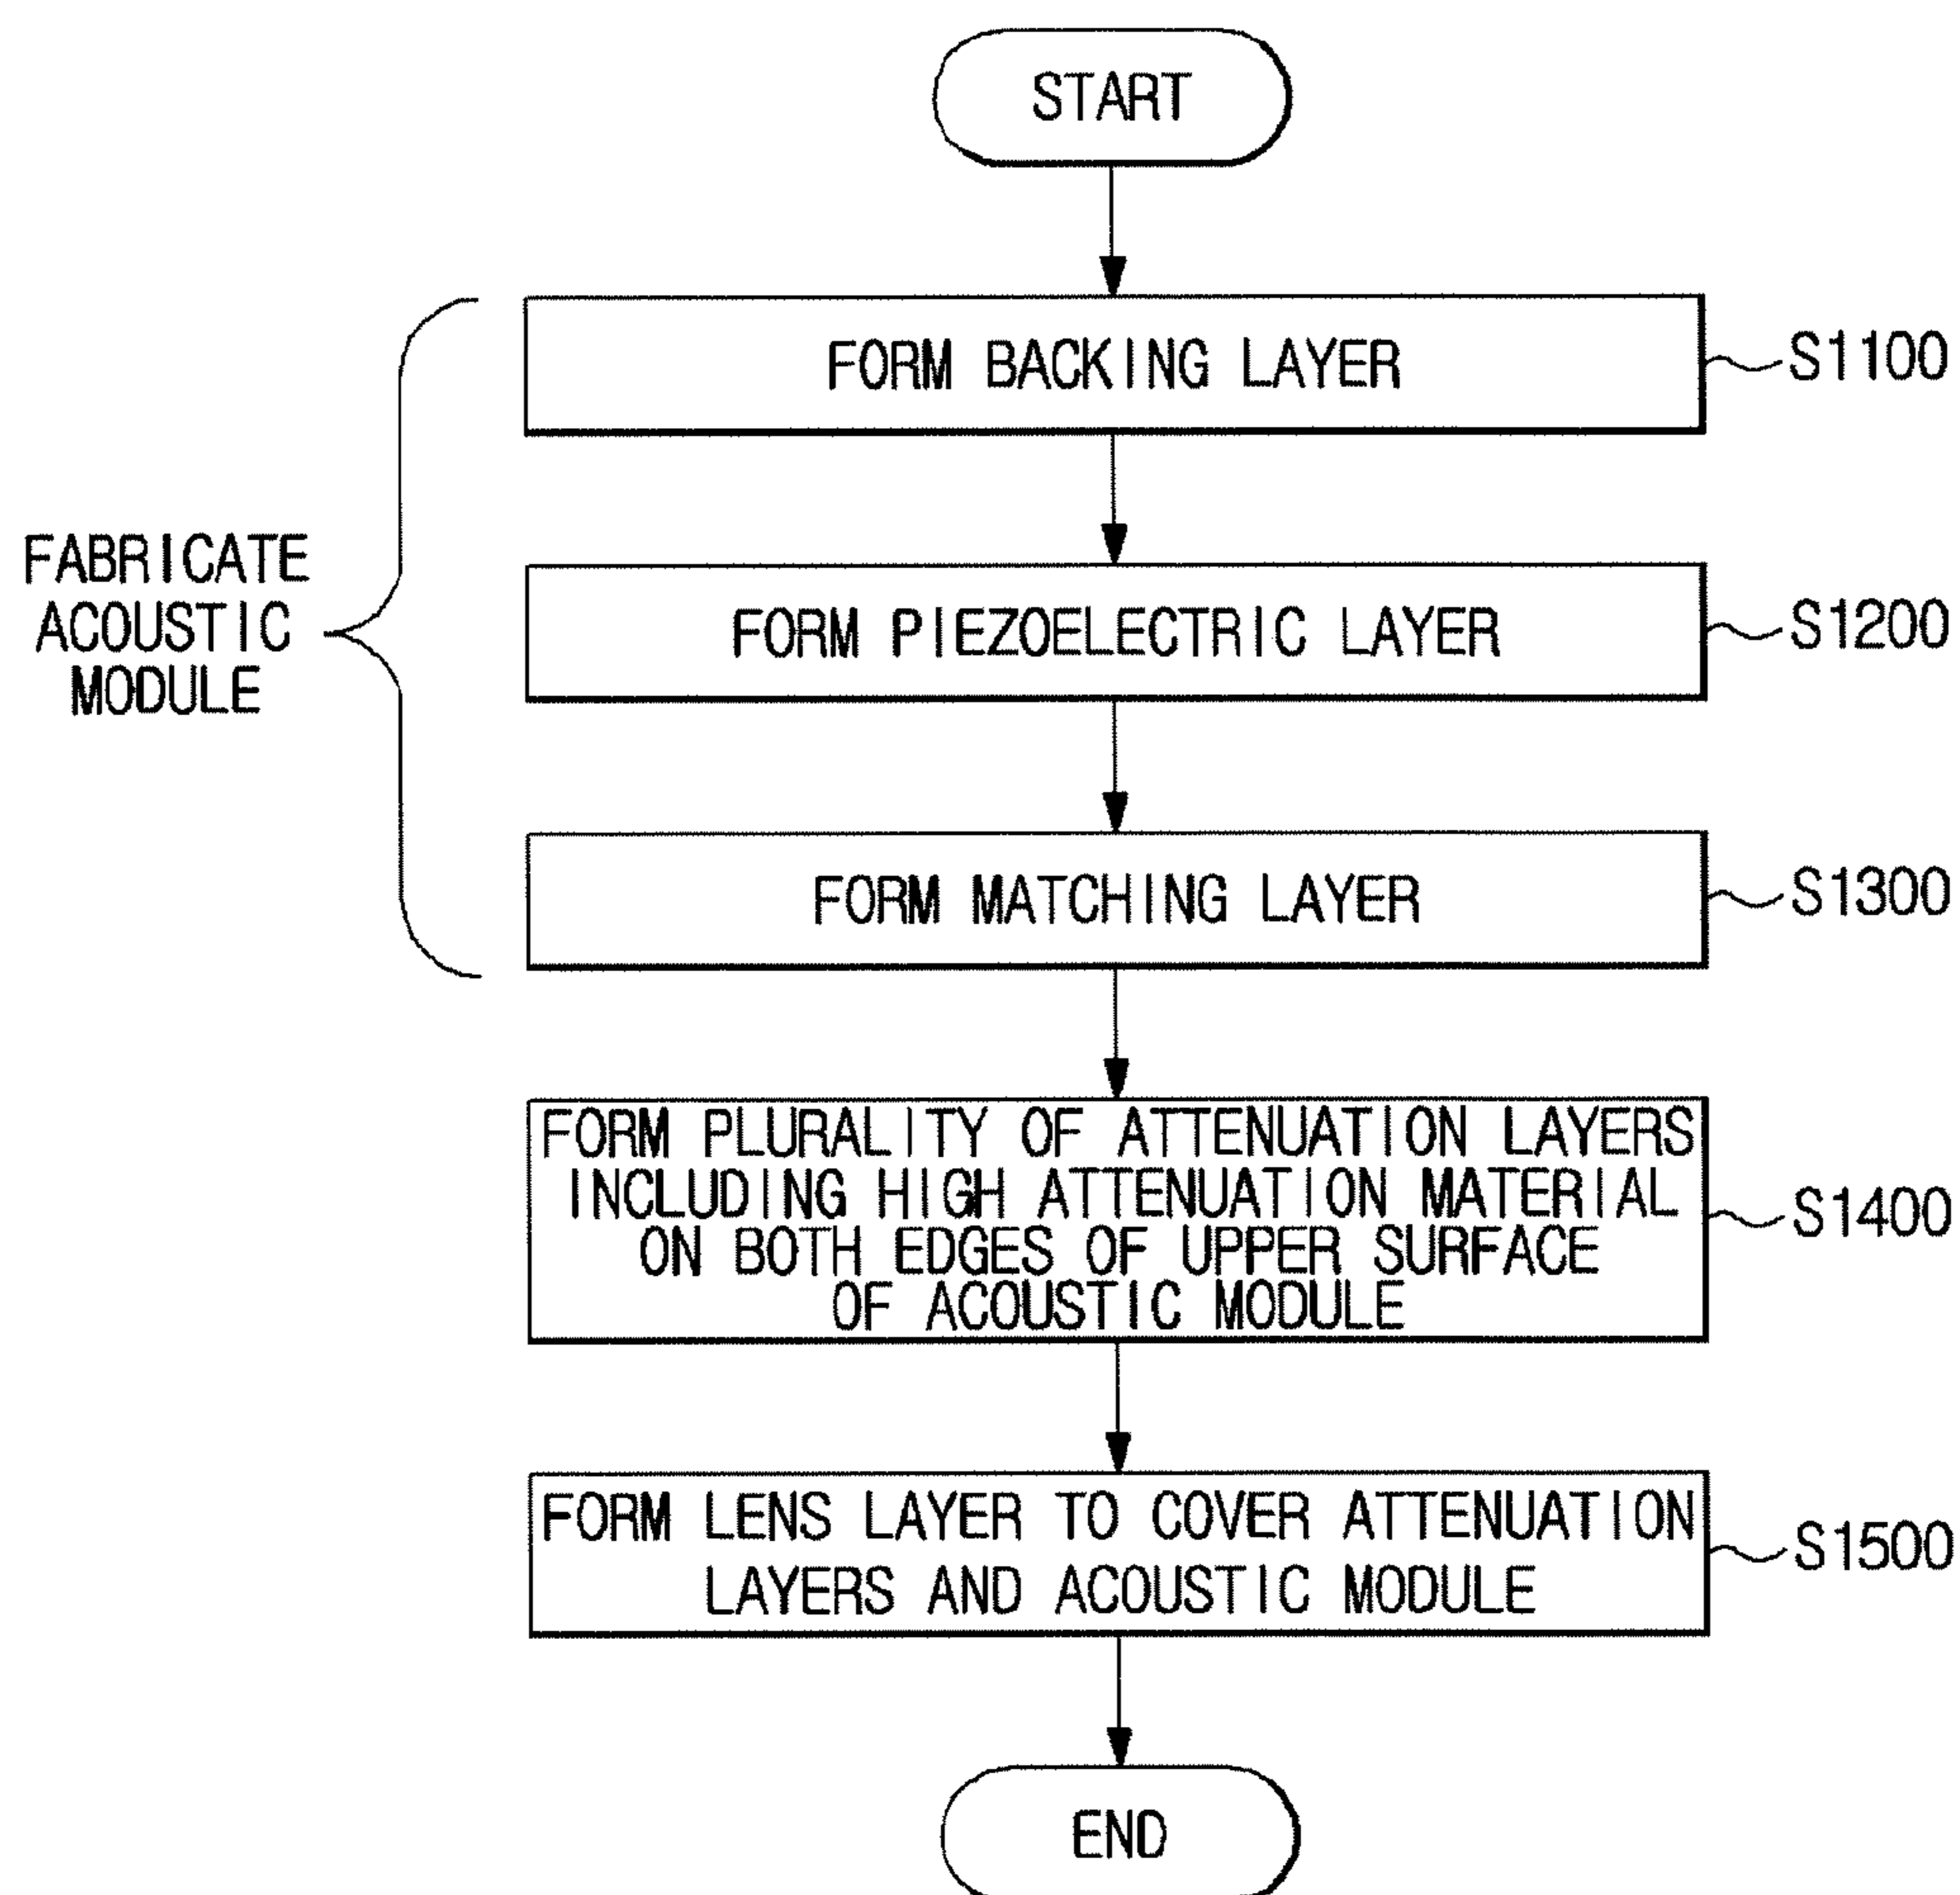 START
FORM BACKING LAYER
S1100
FABRICATE
ACOUSTIC
MODULE
FORM PIEZOELECTRIC LAYER
S1200
FORM MATCHING LAYER
S1300
FORM PLURALITY OF ATTENUATION LAYERS
INCLUDING HIGH ATTENUATION MATERIAL
ON BOTH EDGES OF UPPER SURFACE
OF ACOUSTIC MODULE
S1400
FORM LENS LAYER TO COVER ATTENUATION
LAYERS AND ACOUSTIC MODULE
S1500
END